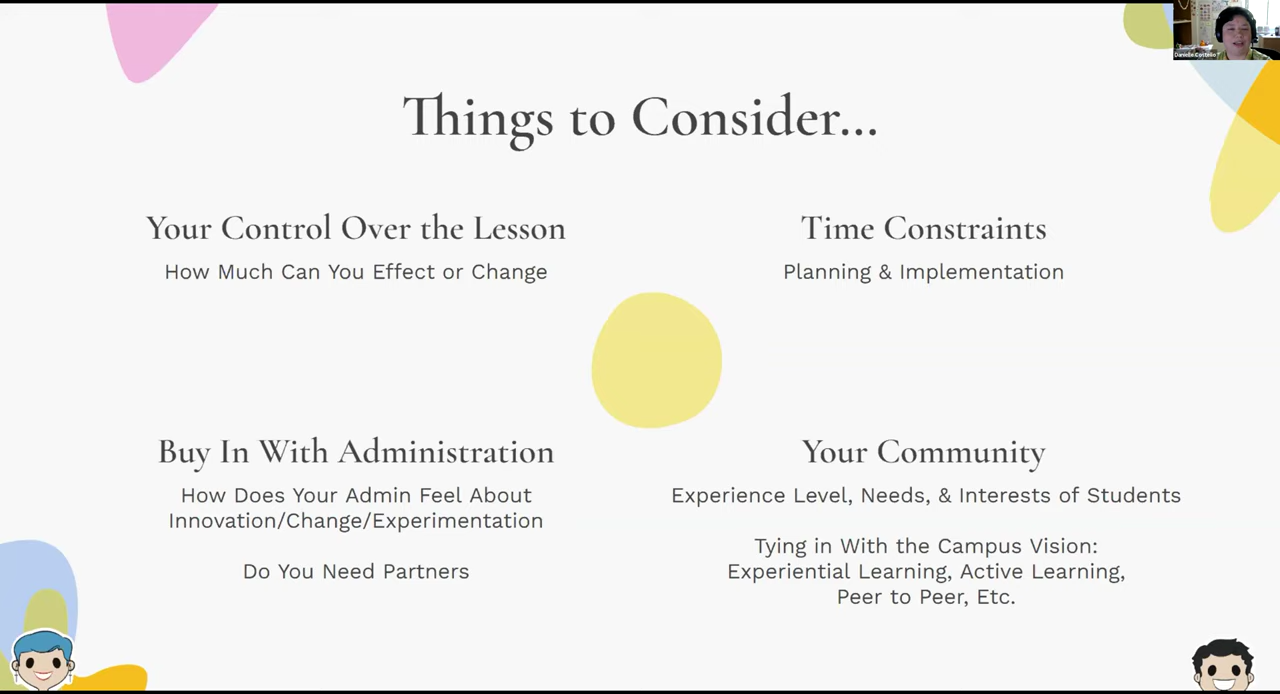 Things to Consider...
Your Control Over the Lesson
How Much Can You Effect or Change
Time Constraints
Planning & Implementation
Buy In With Administration
How Does Your Admin Feel About
Innovation/Change/Experimentation
Do You Need Partners
Your Community
Experience Level, Needs, & Interests of Students
Tying in With the Campus Vision:
Experiential Learning, Active Learning,
Peer to Peer, Etc.
Danielle Costello